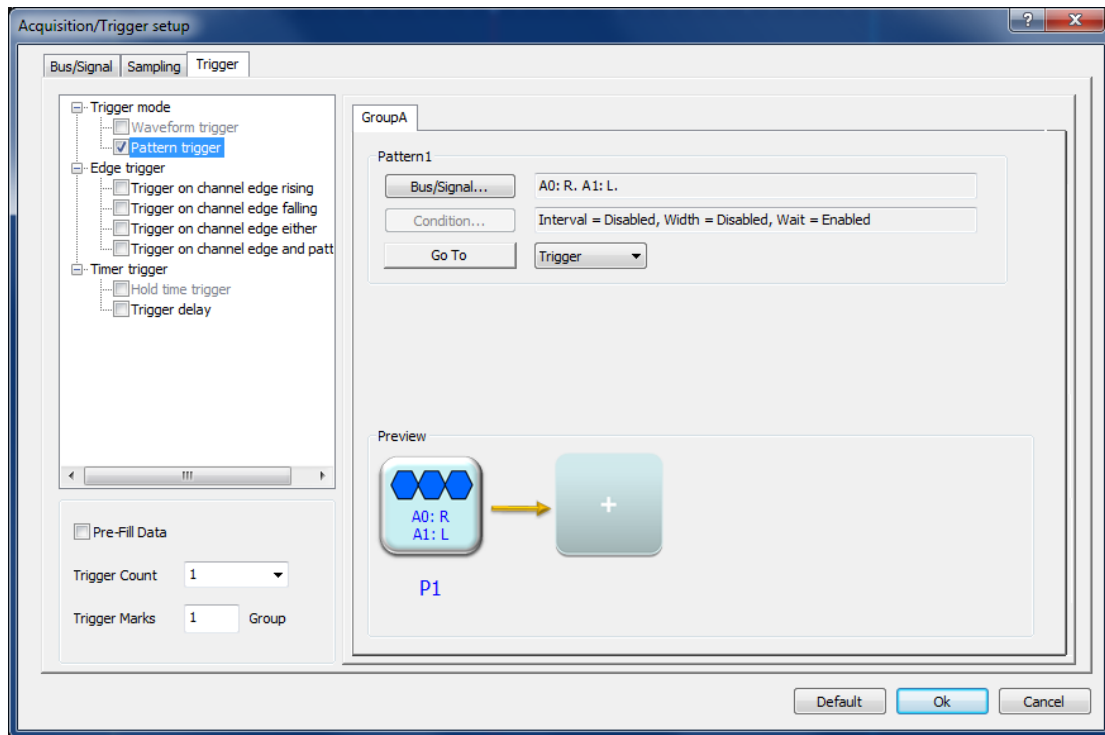 Acquisition/Trigger setup
Bus/Signal Sampling Trigger
Trigger mode
Waveform trigger
Pattern trigger
Edge trigger
Trigger on channel edge rising
Trigger on channel edge falling
Trigger on channel edge either
Trigger on channel edge and patt
Timer trigger
Hold time trigger
Trigger delay
Pre-Fill Data
Trigger Count 1
Trigger Marks 1 Group
GroupA
Pattern1
Bus/Signal... A0: R. A1: L.
Condition... Interval = Disabled, Width = Disabled, Wait = Enabled
Go To Trigger
Preview
A0: R
A1: L
+
P1
Default Ok Cancel